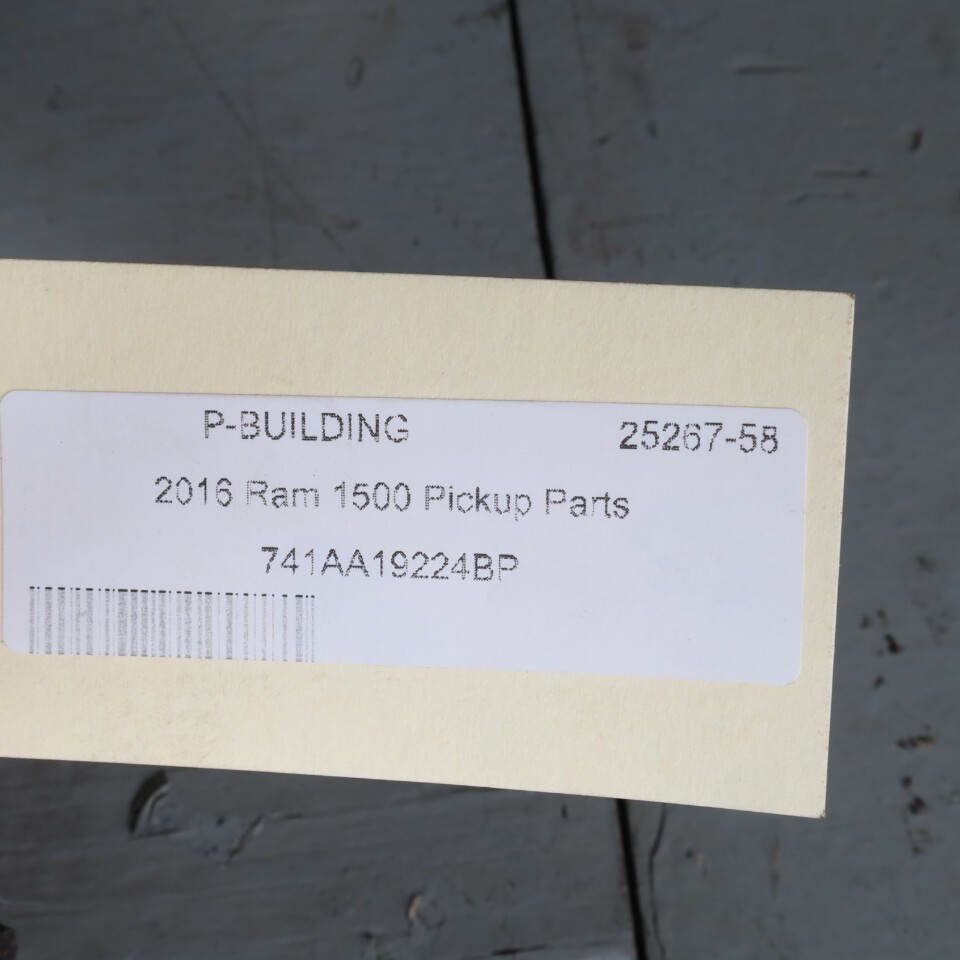 P-BUILDING 25267-58
2016 Ram 1500 Pickup Parts
741AA19224BP